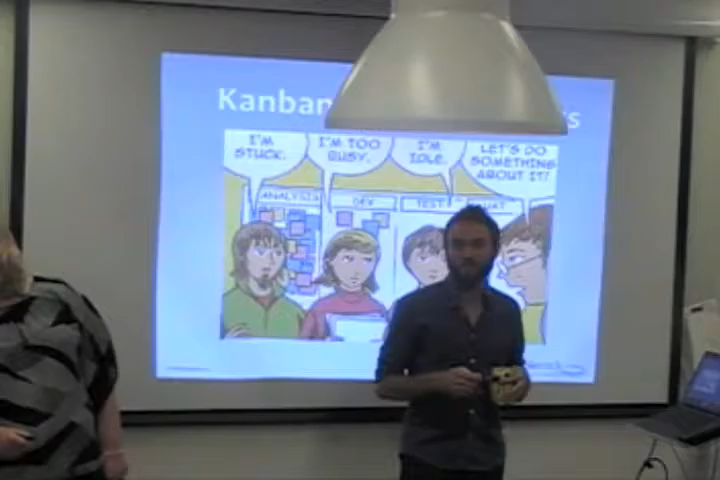 Kanban
I'M
STUCK.
I'M TOO
BUSY.
I'M
IDLE.
LET'S DO
SOMETHING
ABOUT IT!
ANALYSIS
DEV
TEST